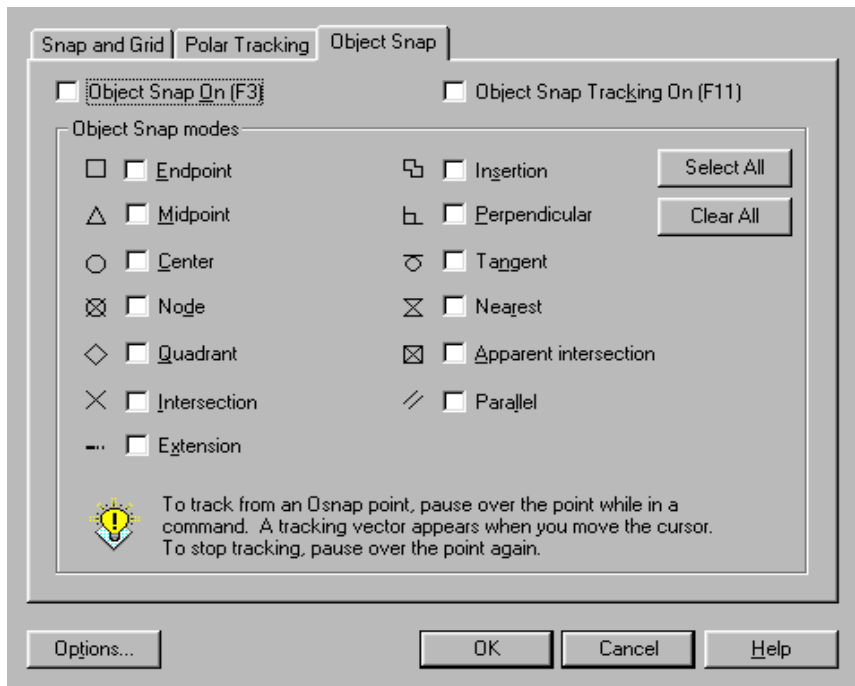 Snap and Grid Polar Tracking Object Snap
Object Snap On (F3) Object Snap Tracking On (F11)
Object Snap modes
Endpoint Insertion Select All
Midpoint Perpendicular Clear All
Center Tangent
Node Nearest
Quadrant Apparent intersection
Intersection Parallel
Extension
To track from an Osnap point, pause over the point while in a
command. A tracking vector appears when you move the cursor.
To stop tracking, pause over the point again.
Options... OK Cancel Help